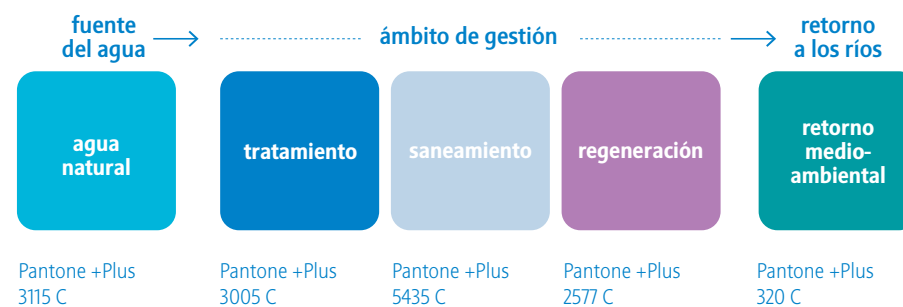 fuente
del agua
ámbito de gestión
retorno
a los ríos
agua
natural
tratamiento
saneamiento
regeneración
retorno
medio-
ambiental
Pantone +Plus
3115 C
Pantone +Plus
3005 C
Pantone +Plus
5435 C
Pantone +Plus
2577 C
Pantone +Plus
320 C